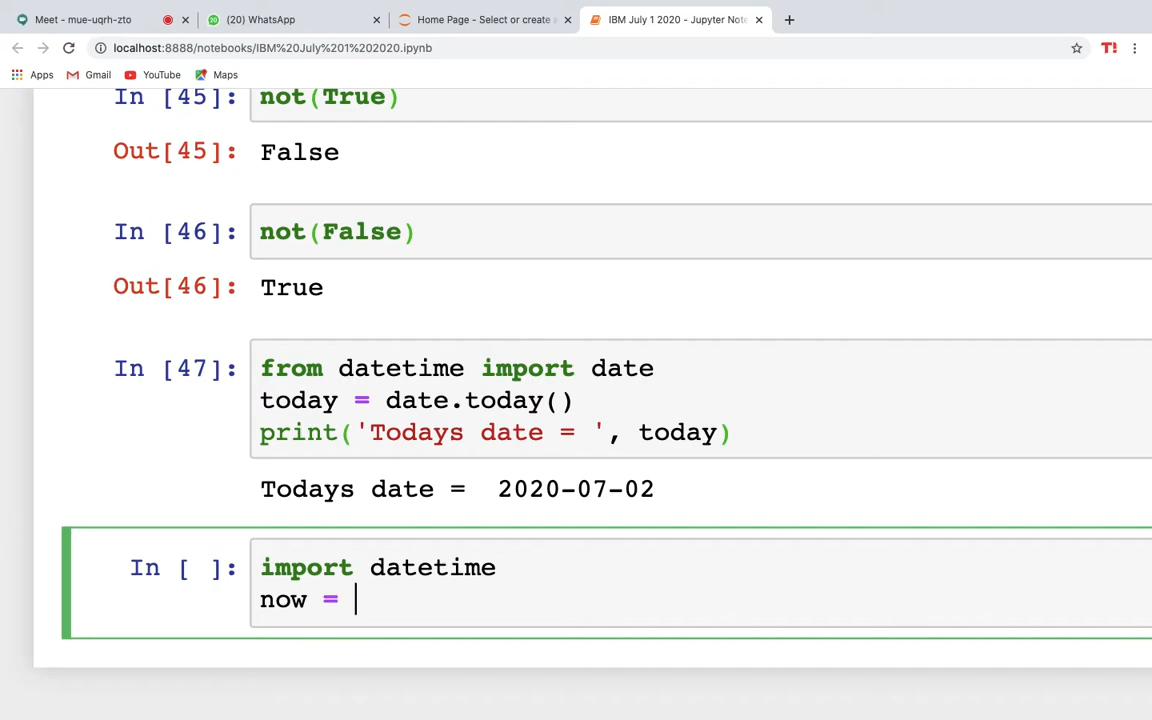 Meet - mue-uqrh-zto
(20) WhatsApp
Home Page - Select or create
IBM July 1 2020 - Jupyter Note
localhost:8888/notebooks/IBM%20July%201%202020.ipynb
T!
Apps
Gmail
YouTube
Maps
In [45]: not(True)
Out[45]: False
In [46]: not(False)
Out[46]: True
In [47]: from datetime import date
today = date.today()
print('Todays date = ', today)
Todays date =  2020-07-02
In [ ]: import datetime
now =